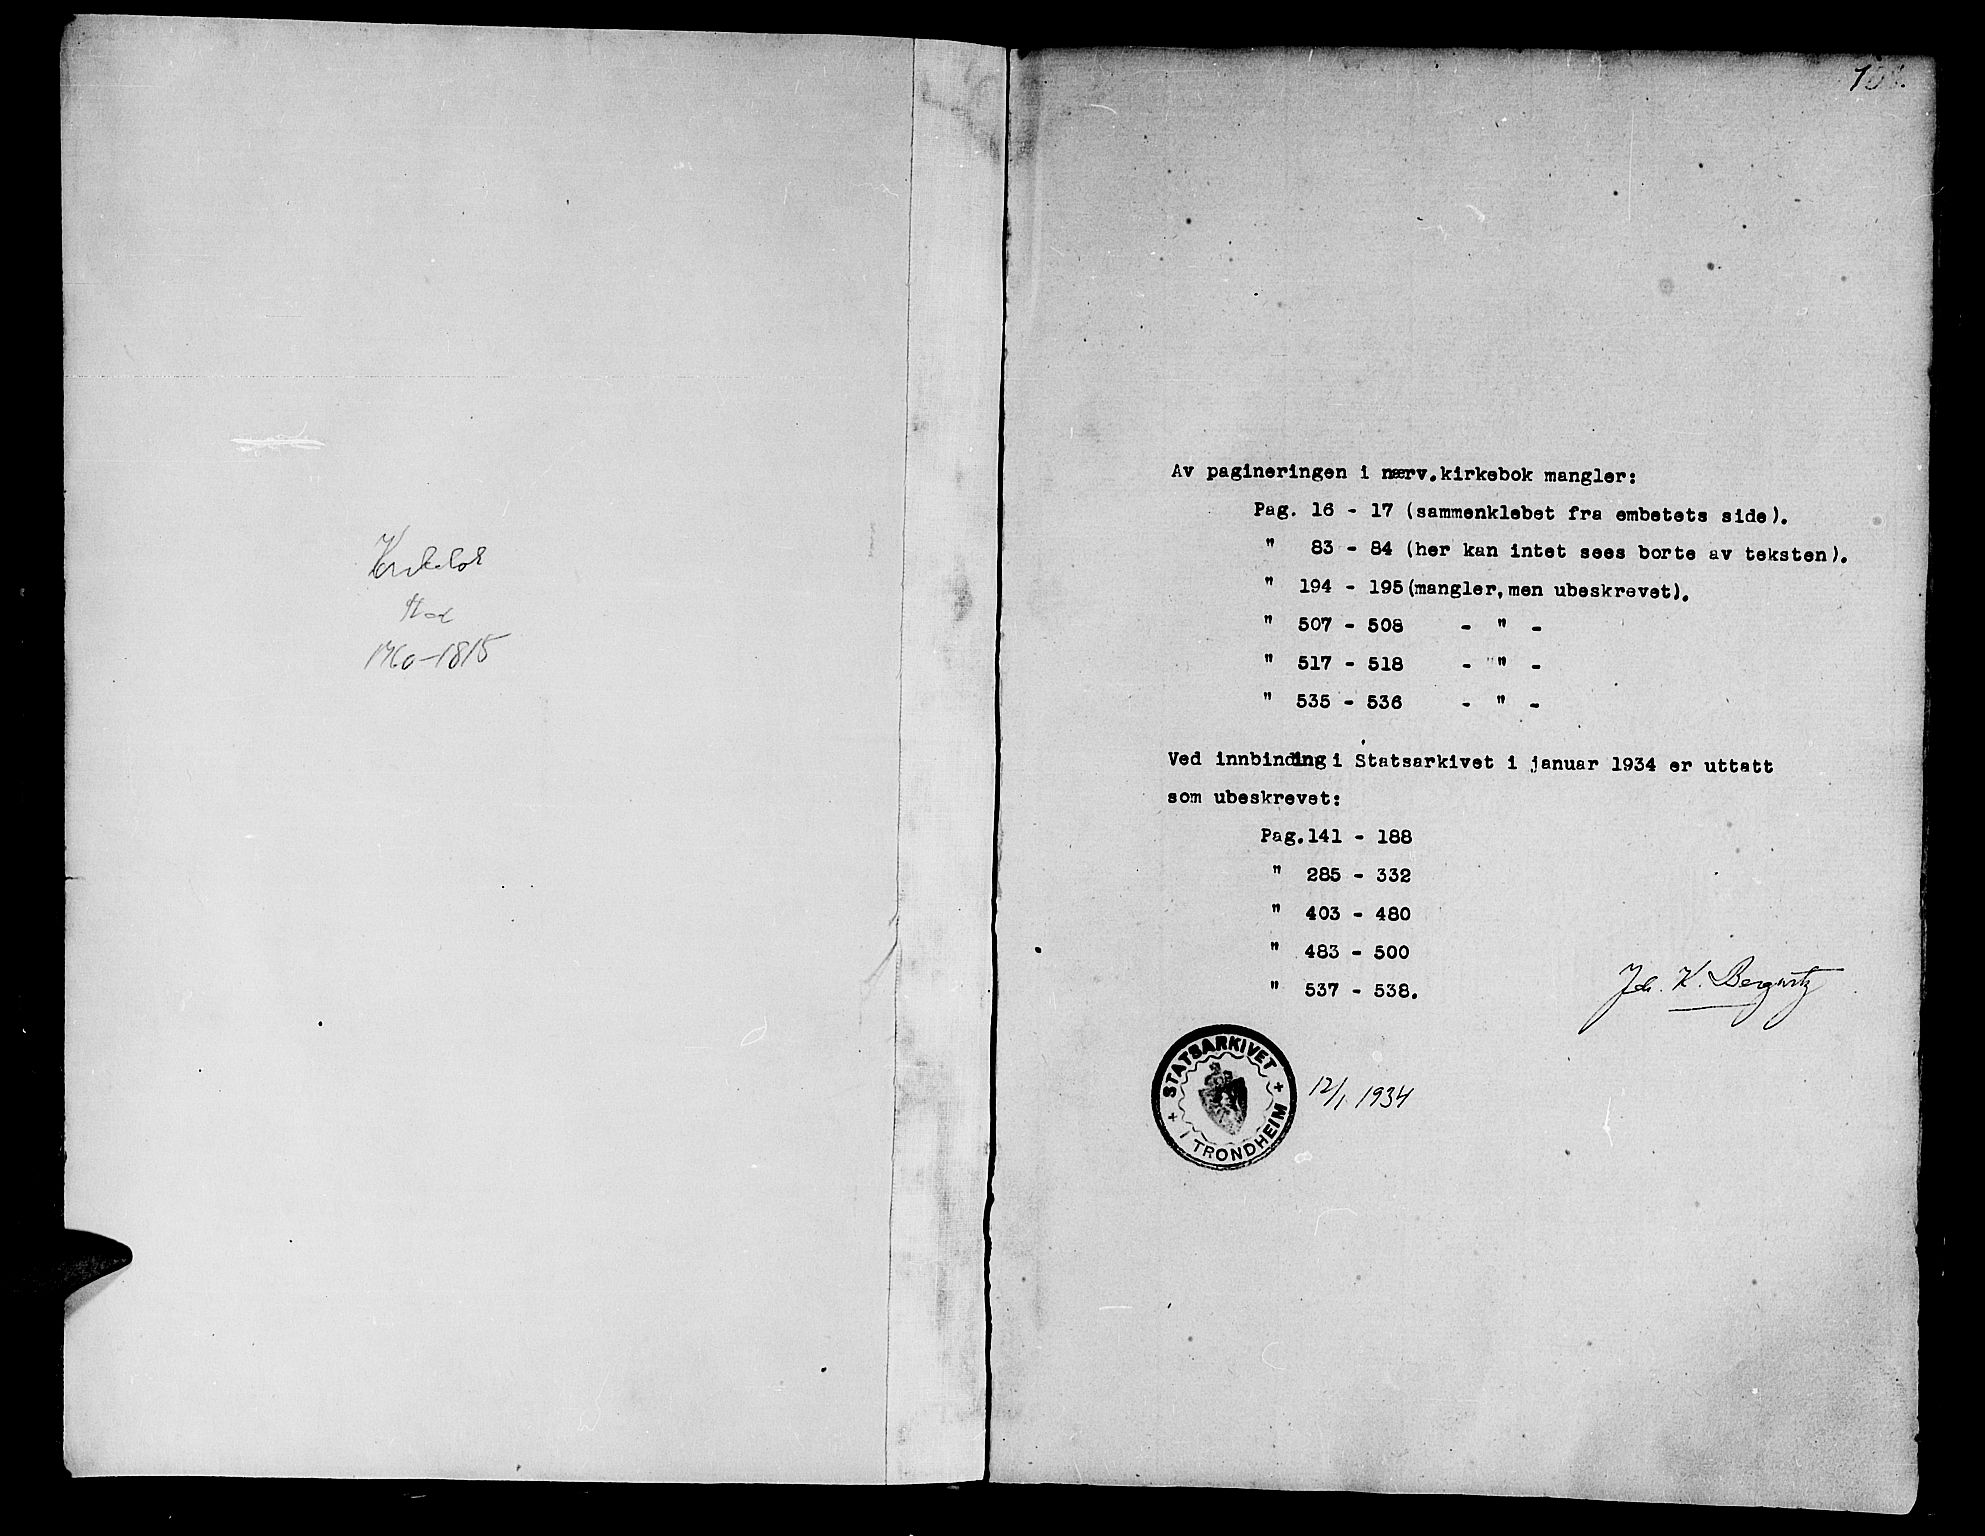 Kirkebok
1760-1815
Av pagineringen i nærv.kirkebok mangler:
Pag. 16 - 17 (sammenklebet fra embetets side).
" 83 - 84 (her kan intet sees borte av teksten).
" 194 - 195(mangler,men ubeskrevet).
" 507 - 508 - " -
" 517 - 518 - " -
" 535 - 536 - " -
Ved innbinding i Statsarkivet i januar 1934 er uttatt
som ubeskrevet:
Pag.141 - 188
" 285 - 332
" 403 - 480
" 483 - 500
" 537 - 538.
K.
STATSARKIVET
I TRONDHEIM
12/1 1934